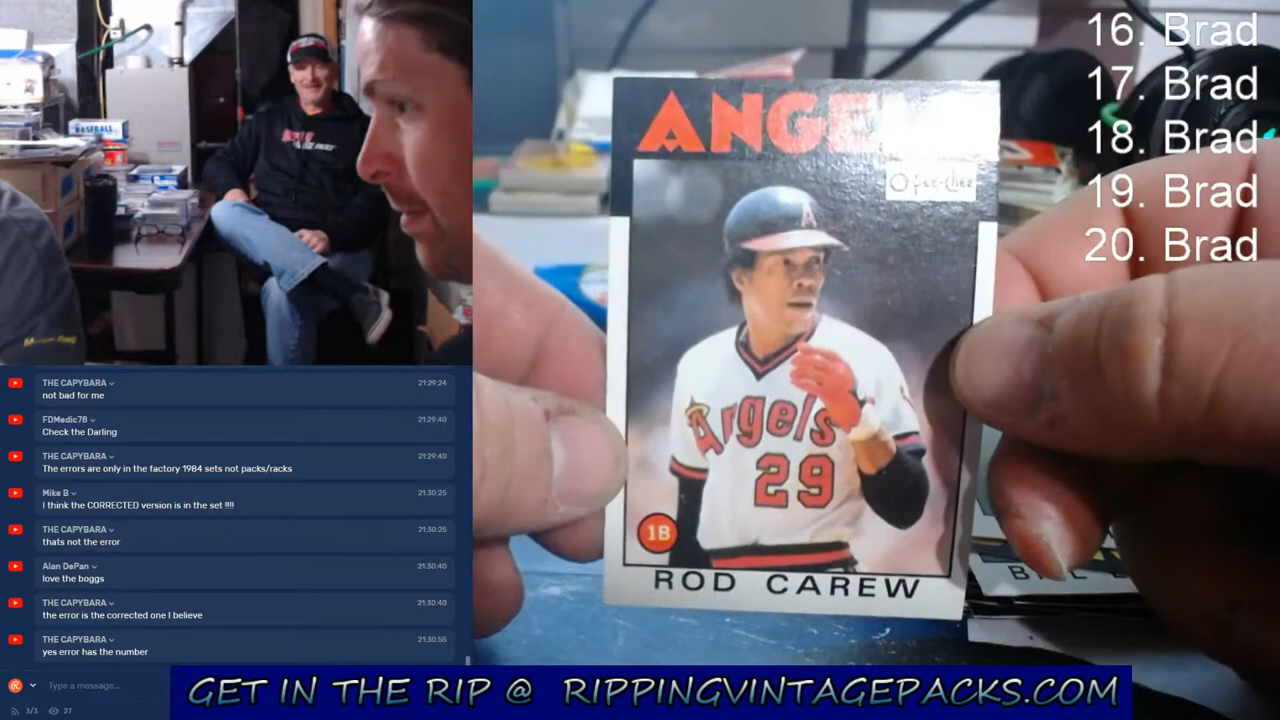 16. Brad
17. Brad
18. Brad
19. Brad
20. Brad
BASEBALL
ANGE
O-Pee-Chee
A
Angels
29
1B
ROD CAREW
THE CAPYBARA 21:29:24
not bad for me
FDMedic78 21:29:40
Check the Darling
THE CAPYBARA 21:29:40
The errors are only in the factory 1984 sets not packs/racks
Mike B 21:30:25
I think the CORRECTED version is in the set !!!!
THE CAPYBARA 21:30:25
thats not the error
Alan DePan 21:30:40
love the boggs
THE CAPYBARA 21:30:40
the error is the corrected one I believe
THE CAPYBARA 21:30:55
yes error has the number
Type a message...
3/3 27
GET IN THE RIP @ RIPPINGVINTAGEPACKS.COM